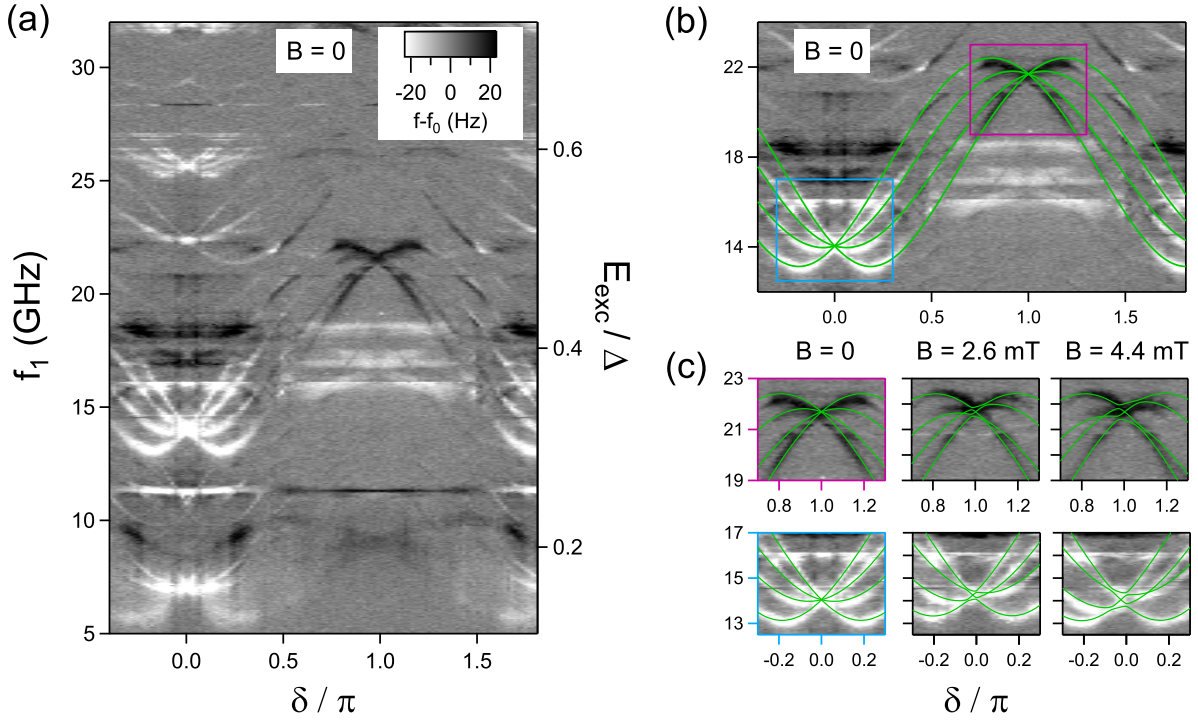 (a)
B = 0
-20 0 20
f-f0 (Hz)
30
25
20
15
10
5
f1 (GHz)
0.6
0.4
0.2
Eexc / Δ
0.0 0.5 1.0 1.5
δ / π
(b)
B = 0
22
18
14
0.0 0.5 1.0 1.5
(c)
B = 0 B = 2.6 mT B = 4.4 mT
23
21
19
0.8 1.0 1.2 0.8 1.0 1.2 0.8 1.0 1.2
17
15
13
-0.2 0.0 0.2 -0.2 0.0 0.2 -0.2 0.0 0.2
δ / π